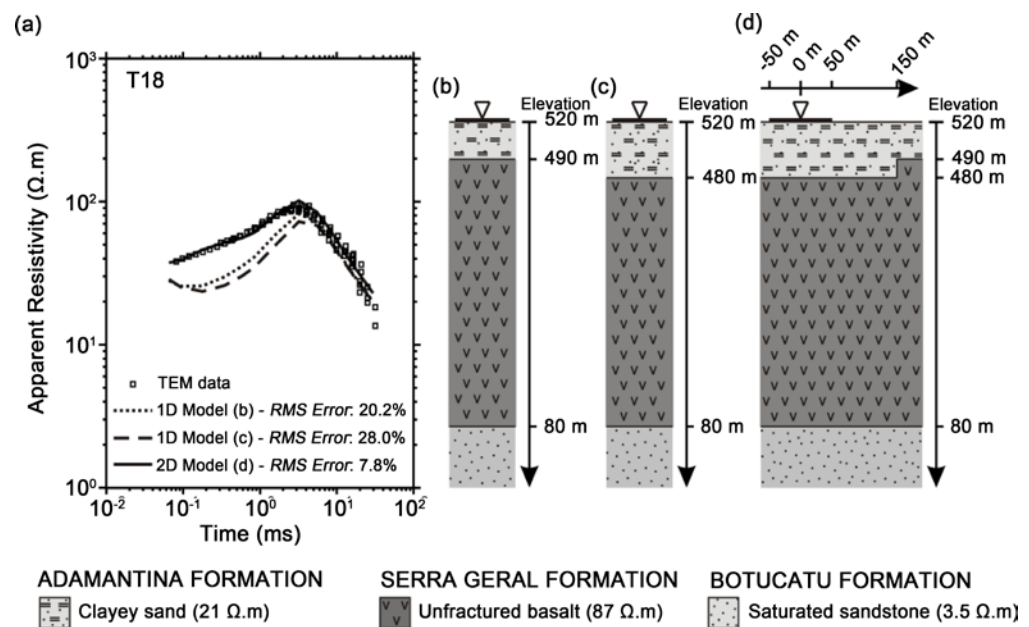 (a)
T18
10³
10²
10¹
10⁰
10⁻²
10⁻¹
10⁰
10¹
10²
Apparent Resistivity (Ω.m)
Time (ms)
TEM data
1D Model (b) - RMS Error: 20.2%
1D Model (c) - RMS Error: 28.0%
2D Model (d) - RMS Error: 7.8%
(b)
Elevation
520 m
490 m
80 m
(c)
Elevation
520 m
480 m
80 m
(d)
-50 m
0 m
50 m
150 m
Elevation
520 m
490 m
480 m
80 m
ADAMANTINA FORMATION
Clayey sand (21 Ω.m)
SERRA GERAL FORMATION
Unfractured basalt (87 Ω.m)
BOTUCATU FORMATION
Saturated sandstone (3.5 Ω.m)